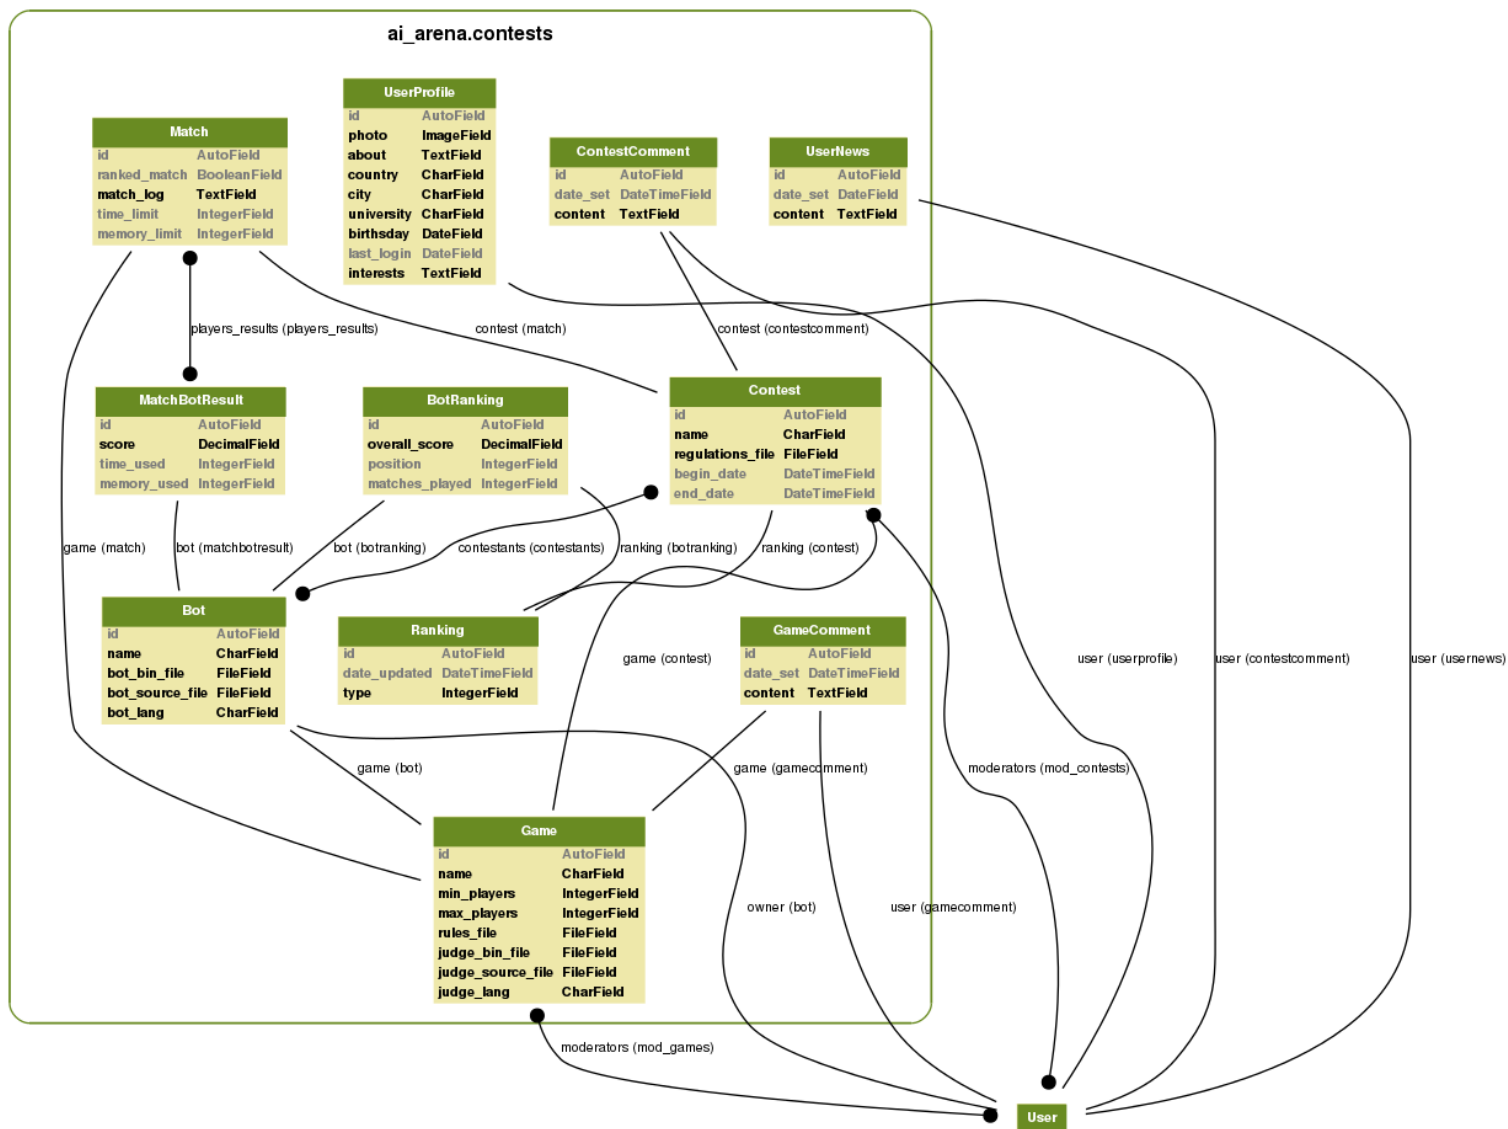 ai_arena.contests
UserProfile
id AutoField
photo ImageField
about TextField
country CharField
city CharField
university CharField
birthsday DateField
last_login DateField
interests TextField
Match
id AutoField
ranked_match BooleanField
match_log TextField
time_limit IntegerField
memory_limit IntegerField
ContestComment
id AutoField
date_set DateTimeField
content TextField
UserNews
id AutoField
date_set DateField
content TextField
players_results (players_results)
contest (match)
contest (contestcomment)
MatchBotResult
id AutoField
score DecimalField
time_used IntegerField
memory_used IntegerField
BotRanking
id AutoField
overall_score DecimalField
position IntegerField
matches_played IntegerField
Contest
id AutoField
name CharField
regulations_file FileField
begin_date DateTimeField
end_date DateTimeField
game (match)
bot (matchbotresult)
bot (botranking)
contestants (contestants)
ranking (botranking)
ranking (contest)
Bot
id AutoField
name CharField
bot_bin_file FileField
bot_source_file FileField
bot_lang CharField
Ranking
id AutoField
date_updated DateTimeField
type IntegerField
game (contest)
GameComment
id AutoField
date_set DateTimeField
content TextField
user (userprofile)
user (contestcomment)
user (usernews)
game (bot)
game (gamecomment)
moderators (mod_contests)
Game
id AutoField
name CharField
min_players IntegerField
max_players IntegerField
rules_file FileField
judge_bin_file FileField
judge_source_file FileField
judge_lang CharField
owner (bot)
user (gamecomment)
moderators (mod_games)
User